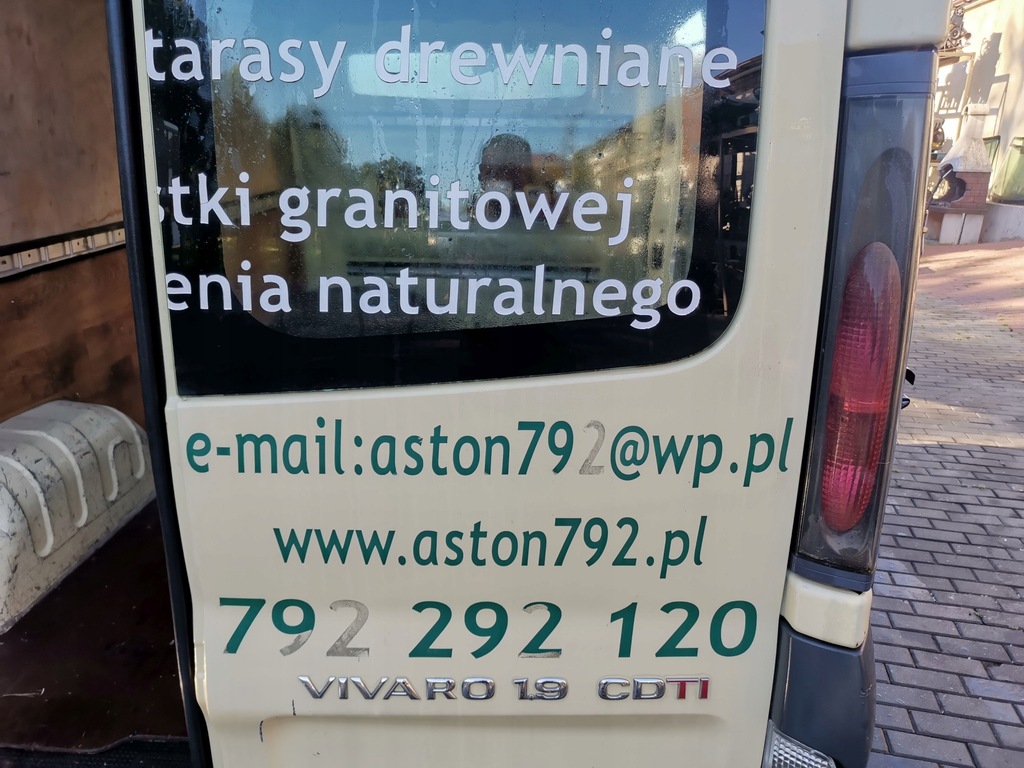 tarasy drewniane
stki granitowej
enia naturalnego
e-mail:aston792@wp.pl
www.aston792.pl
792 292 120
VIVARO 1.9 CDTI